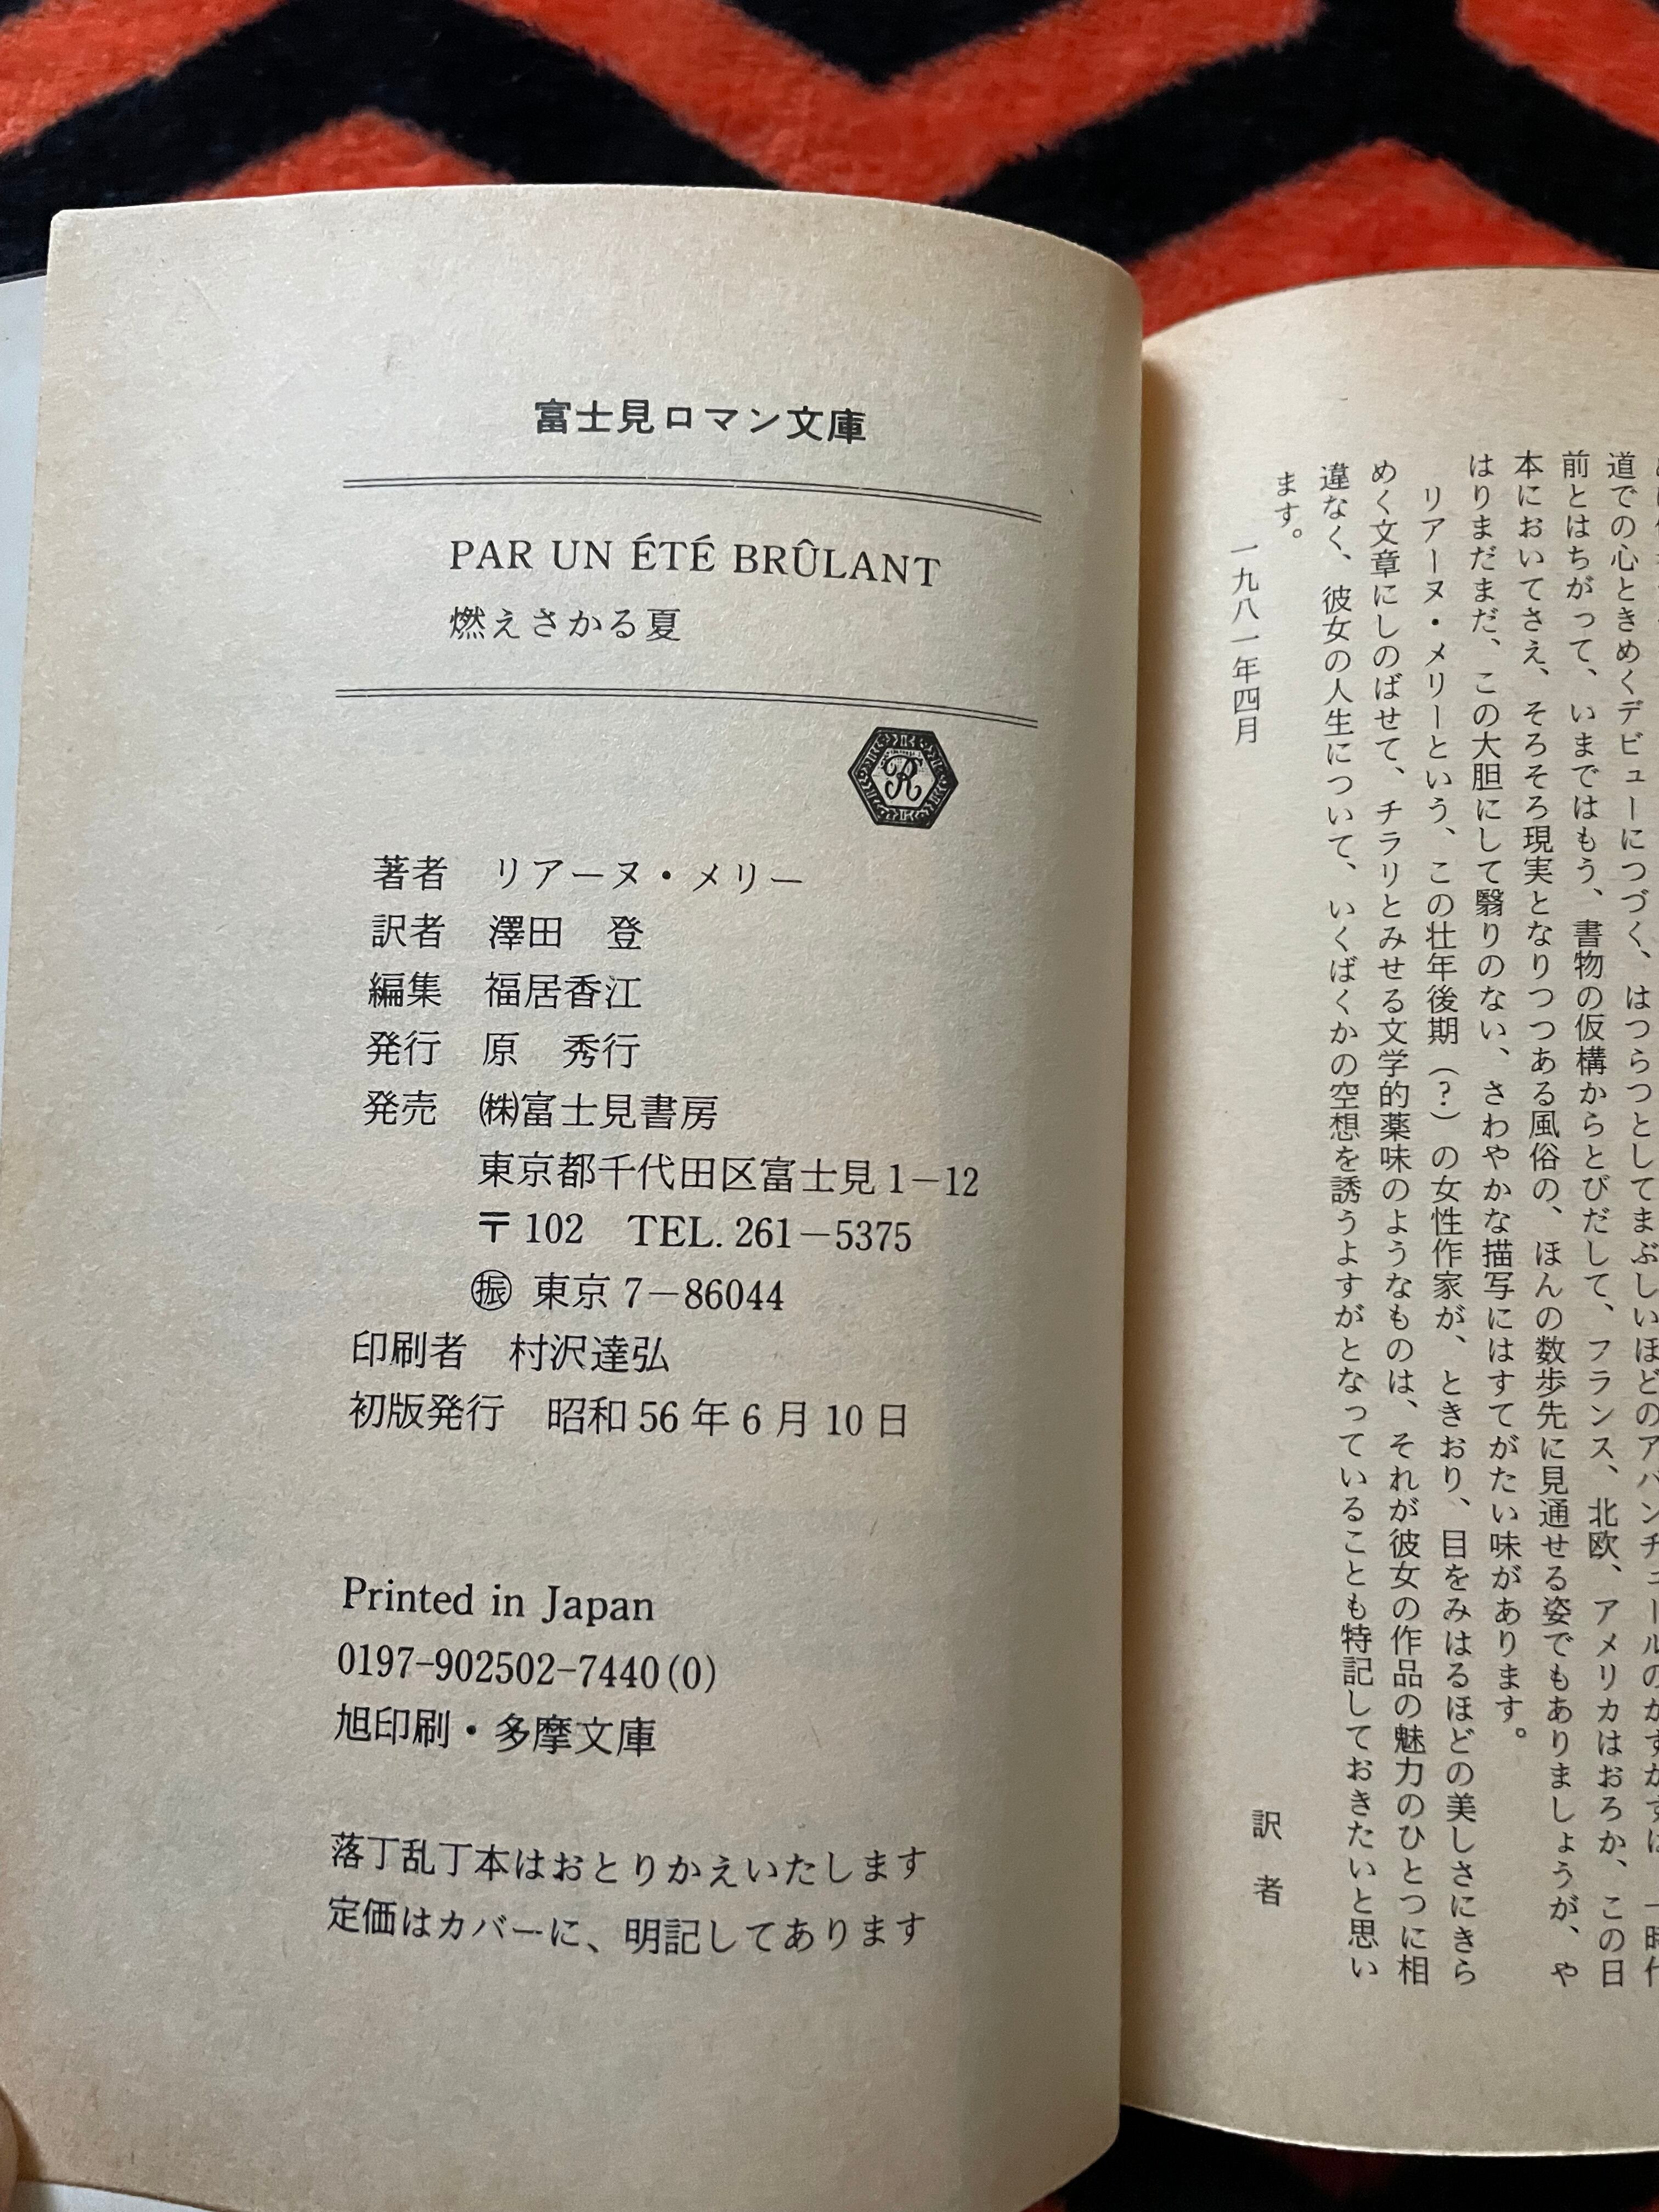 富士見ロマン文庫
PAR UN ÉTÉ BRÛLANT
燃えさかる夏
R
著者 リアーヌ・メリー
訳者 澤田 登
編集 福居香江
発行 原 秀行
発売 ㈱富士見書房
東京都千代田区富士見1-12
〒102 TEL. 261-5375
㊞東京7-86044
印刷者 村沢達弘
初版発行 昭和56年6月10日
Printed in Japan
0197-902502-7440(0)
旭印刷・多摩文庫
落丁乱丁本はおとりかえいたします
定価はカバーに、明記してあります
道での心ときめくデビューにつづく、はつらつとしてまぶしいほどのアバンチュールのかずかずは、一時代
前とはちがって、いまではもう、書物の仮構からとびだして、フランス、北欧、アメリカはおろか、この日
本においてさえ、そろそろ現実となりつつある風俗の、ほんの数歩先に見通せる姿でもありましょうが、や
はりまだまだ、この大胆にして翳りのない、さわやかな描写にはすてがたい味があります。
リアーヌ・メリーという、この壮年後期（？）の女性作家が、ときおり、目をみはるほどの美しさにきら
めく文章にしのばせて、チラリとみせる文学的薬味のようなものは、それが彼女の作品の魅力のひとつに相
違なく、彼女の人生について、いくばくかの空想を誘うよすがとなっていることも特記しておきたいと思い
ます。
一九八一年四月
訳 者